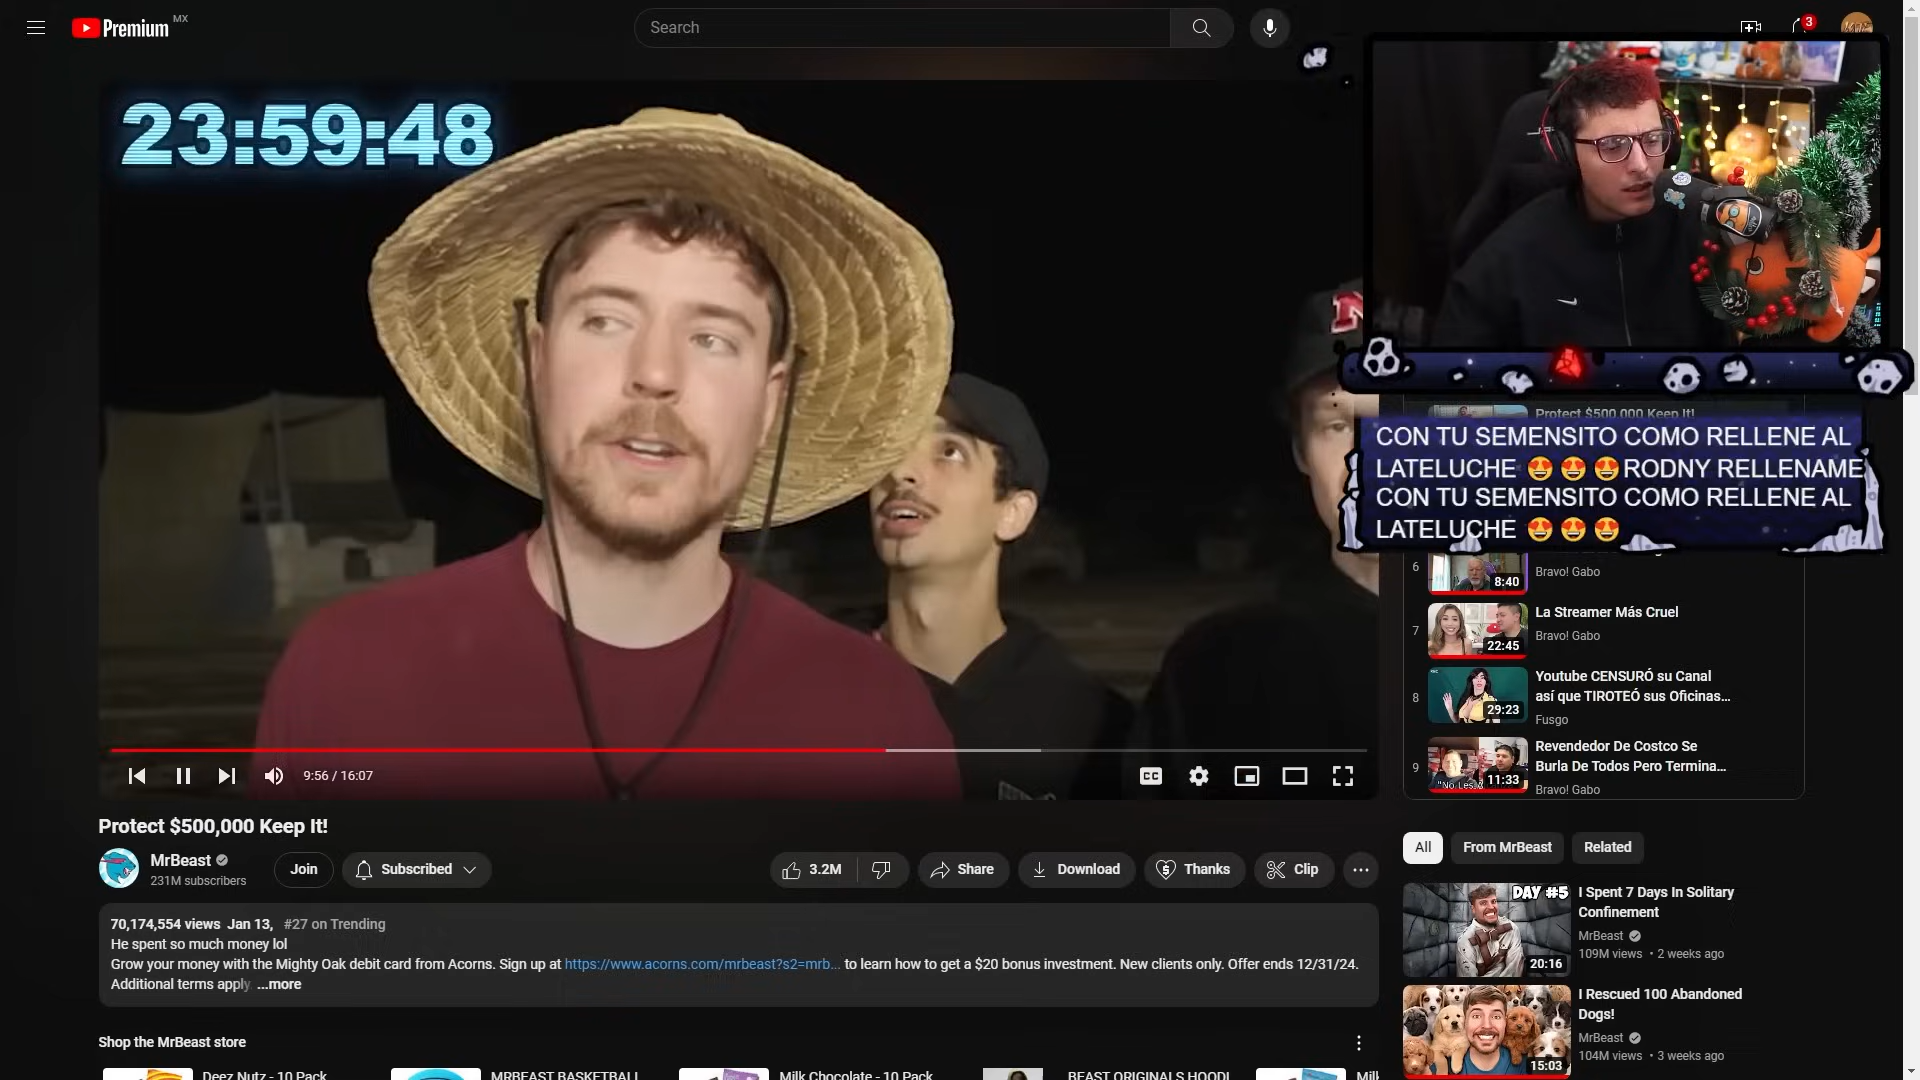 Premium MX
Search
3
23:59:48
N
Protect $500,000 Keep It!
CON TU SEMENSITO COMO RELLENE AL
LATELUCHE 😍 😍 😍RODNY RELLENAME
CON TU SEMENSITO COMO RELLENE AL
LATELUCHE 😍 😍 😍
6
8:40
Bravo! Gabo
7
22:45
La Streamer Más Cruel
Bravo! Gabo
8
29:23
Youtube CENSURÓ su Canal
así que TIROTEÓ sus Oficinas…
Fusgo
9
11:33
Revendedor De Costco Se
Burla De Todos Pero Termina…
Bravo! Gabo
9:56 / 16:07
CC
Protect $500,000 Keep It!
MrBeast
231M subscribers
Join
Subscribed
3.2M
Share
Download
Thanks
Clip
70,174,554 views Jan 13, #27 on Trending
He spent so much money lol
Grow your money with the Mighty Oak debit card from Acorns. Sign up at https://www.acorns.com/mrbeast?s2=mrb... to learn how to get a $20 bonus investment. New clients only. Offer ends 12/31/24.
Additional terms apply ...more
Shop the MrBeast store
Deez Nutz - 10 Pack
MRBEAST BASKETBALL
Milk Chocolate - 10 Pack
BEAST ORIGINALS HOODI
All
From MrBeast
Related
DAY #5
20:16
I Spent 7 Days In Solitary
Confinement
MrBeast
109M views • 2 weeks ago
15:03
I Rescued 100 Abandoned
Dogs!
MrBeast
104M views • 3 weeks ago